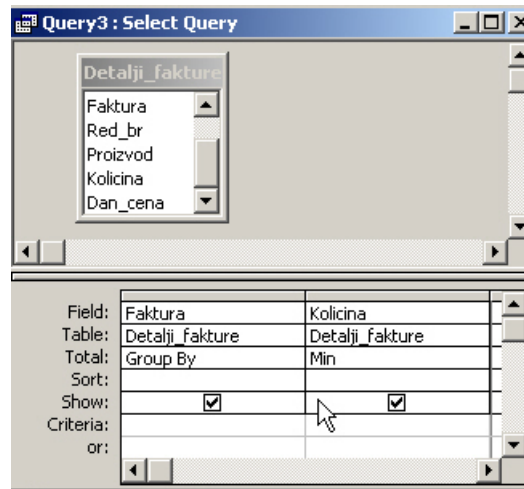 Query3 : Select Query
Detalji_fakture
Faktura
Red_br
Proizvod
Kolicina
Dan_cena
Field: Faktura Kolicina
Table: Detalji_fakture Detalji_fakture
Total: Group By Min
Sort:
Show:
Criteria:
or: